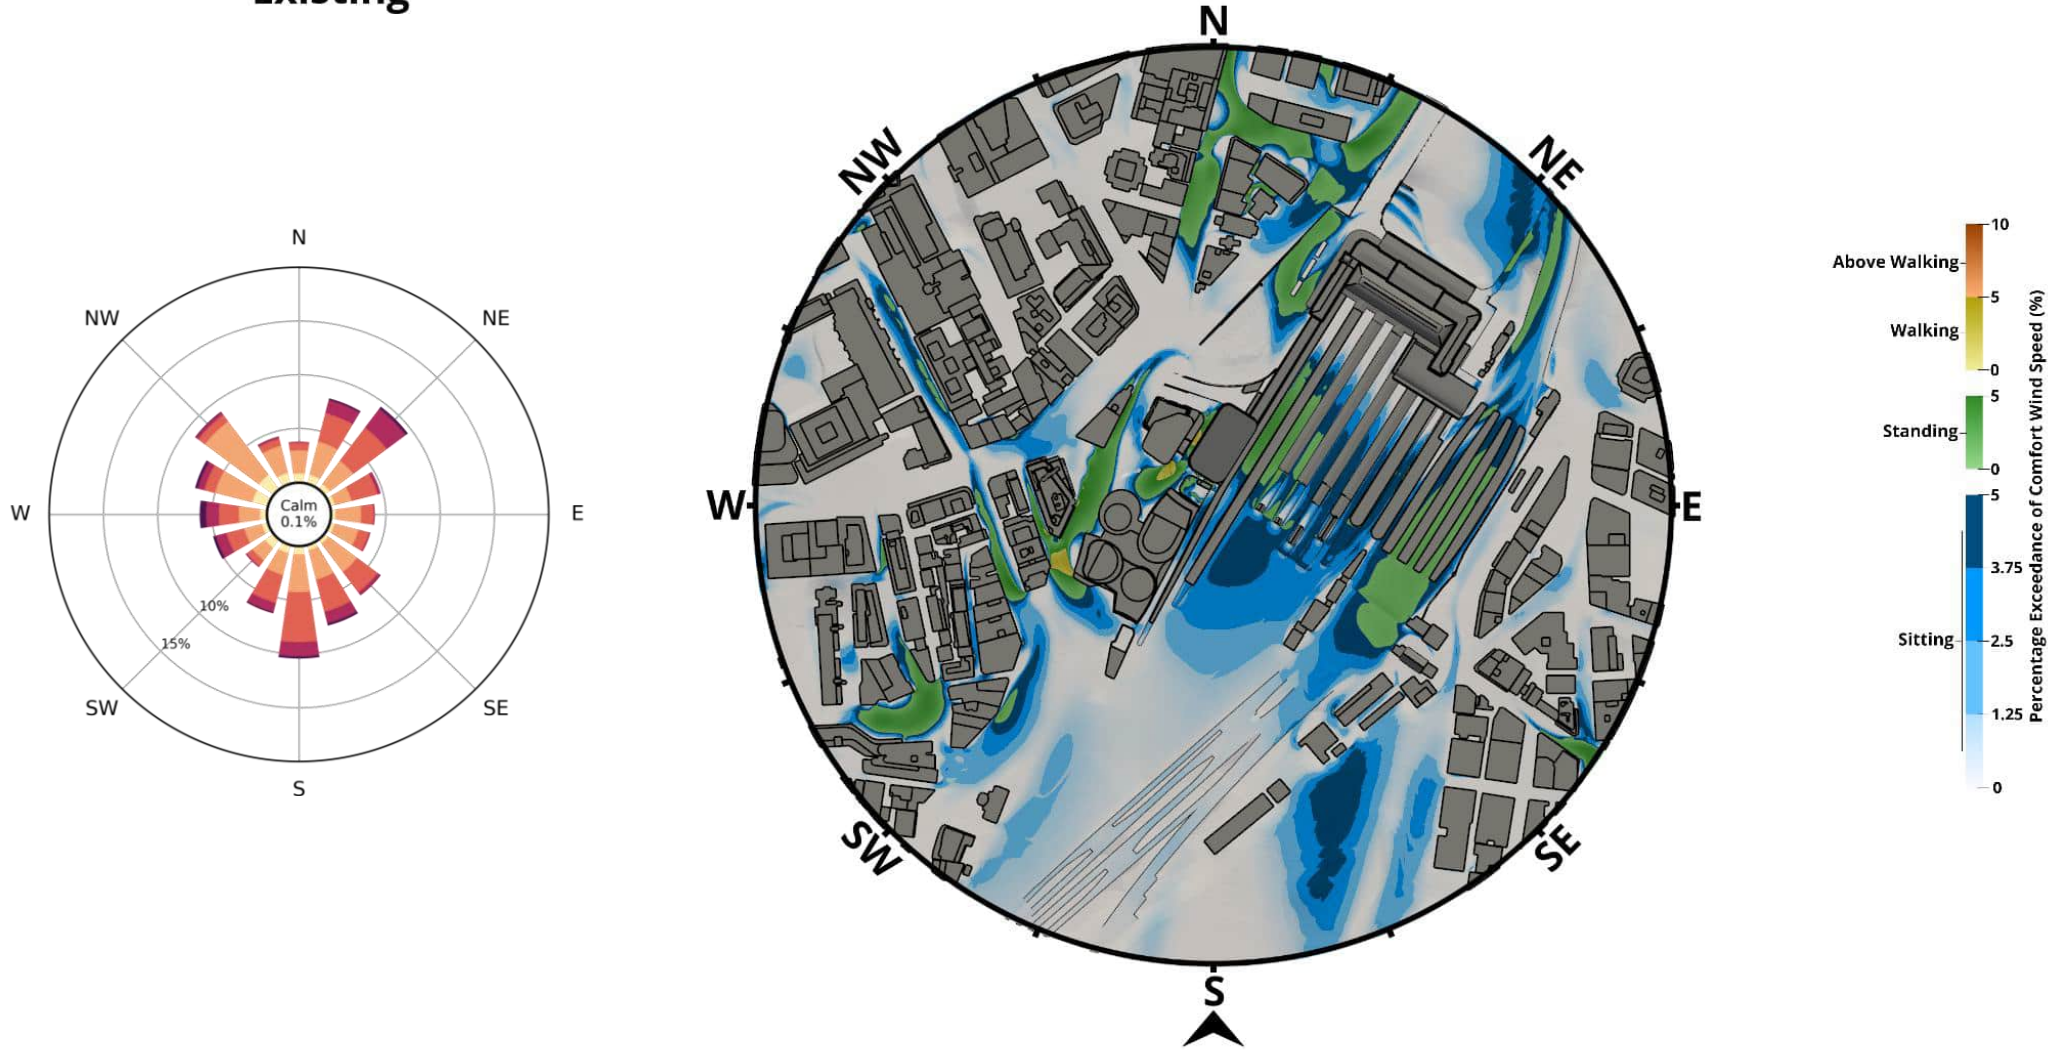 Existing
N
NW
NE
W
E
Calm
0.1%
10%
15%
SW
SE
S
N
NW
NE
W
E
SW
SE
S
Above Walking
Walking
Standing
Sitting
10
5
0
5
0
5
3.75
2.5
1.25
0
Percentage Exceedance of Comfort Wind Speed (%)